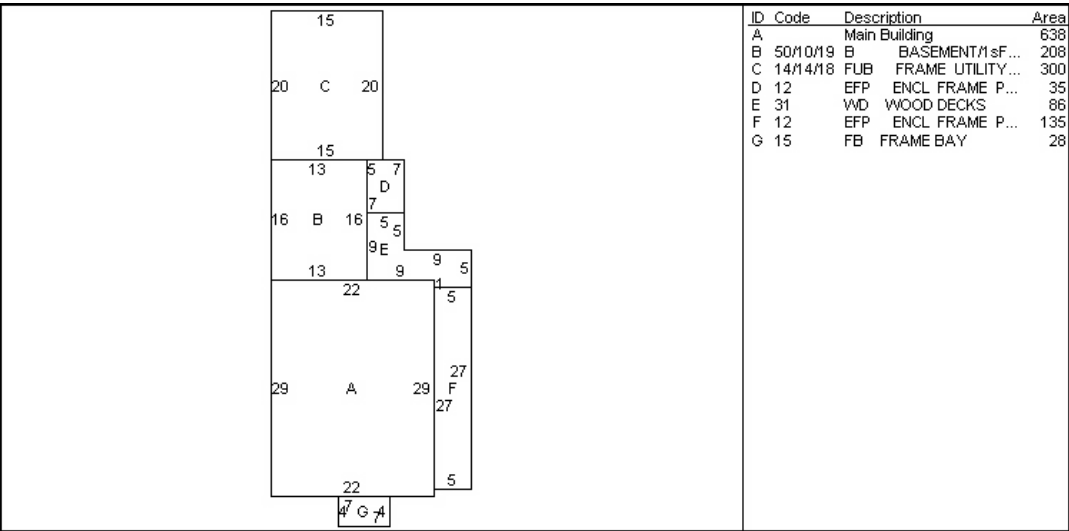 15
20 C 20
15
13 5 7
D
7
16 B 16 5 5
9 E
9 5
13 9 1
22 5
29 A 29 27 F
27
22 5
4 7 G 7 4
ID Code Description Area
A Main Building 638
B 50/10/19 B BASEMENT/1sF... 208
C 14/14/18 FUB FRAME UTILITY... 300
D 12 EFP ENCL FRAME P... 35
E 31 WD WOOD DECKS 86
F 12 EFP ENCL FRAME P... 135
G 15 FB FRAME BAY 28